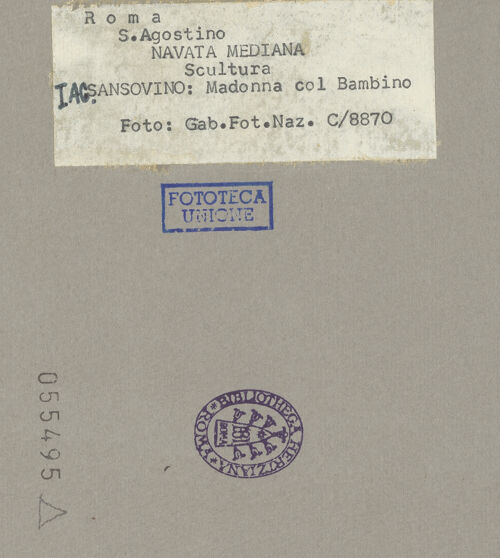 Roma
S.Agostino
NAVATA MEDIANA
Scultura
IAC. SANSOVINO: Madonna col Bambino
Foto: Gab.Fot.Naz. C/8870
FOTOTECA
UNIONE
055495
*BIBLIOTHECA HERTZIANA*ROMA